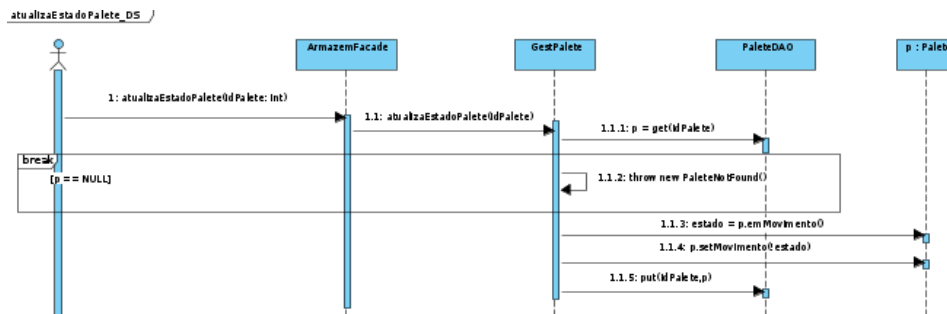 atualizaEstadoPalete_DS
ArmazemFacade
GestPalete
PaleteDAO
p : Palete
1: atualizaEstadoPalete(idPalete: Int)
1.1: atualizaEstadoPalete(idPalete)
1.1.1: p = get(idPalete)
break
[p == NULL]
1.1.2: throw new PaleteNotFound()
1.1.3: estado = p.emMovimento()
1.1.4: p.setMovimento(!estado)
1.1.5: put(idPalete,p)